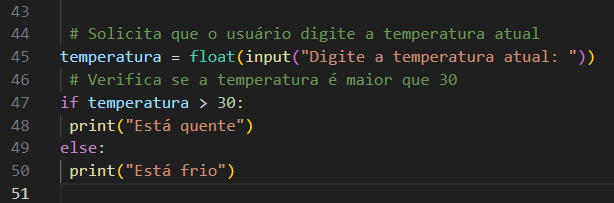 43
44 # Solicita que o usuário digite a temperatura atual
45 temperatura = float(input("Digite a temperatura atual: "))
46 # Verifica se a temperatura é maior que 30
47 if temperatura > 30:
48 print("Está quente")
49 else:
50 print("Está frio")
51